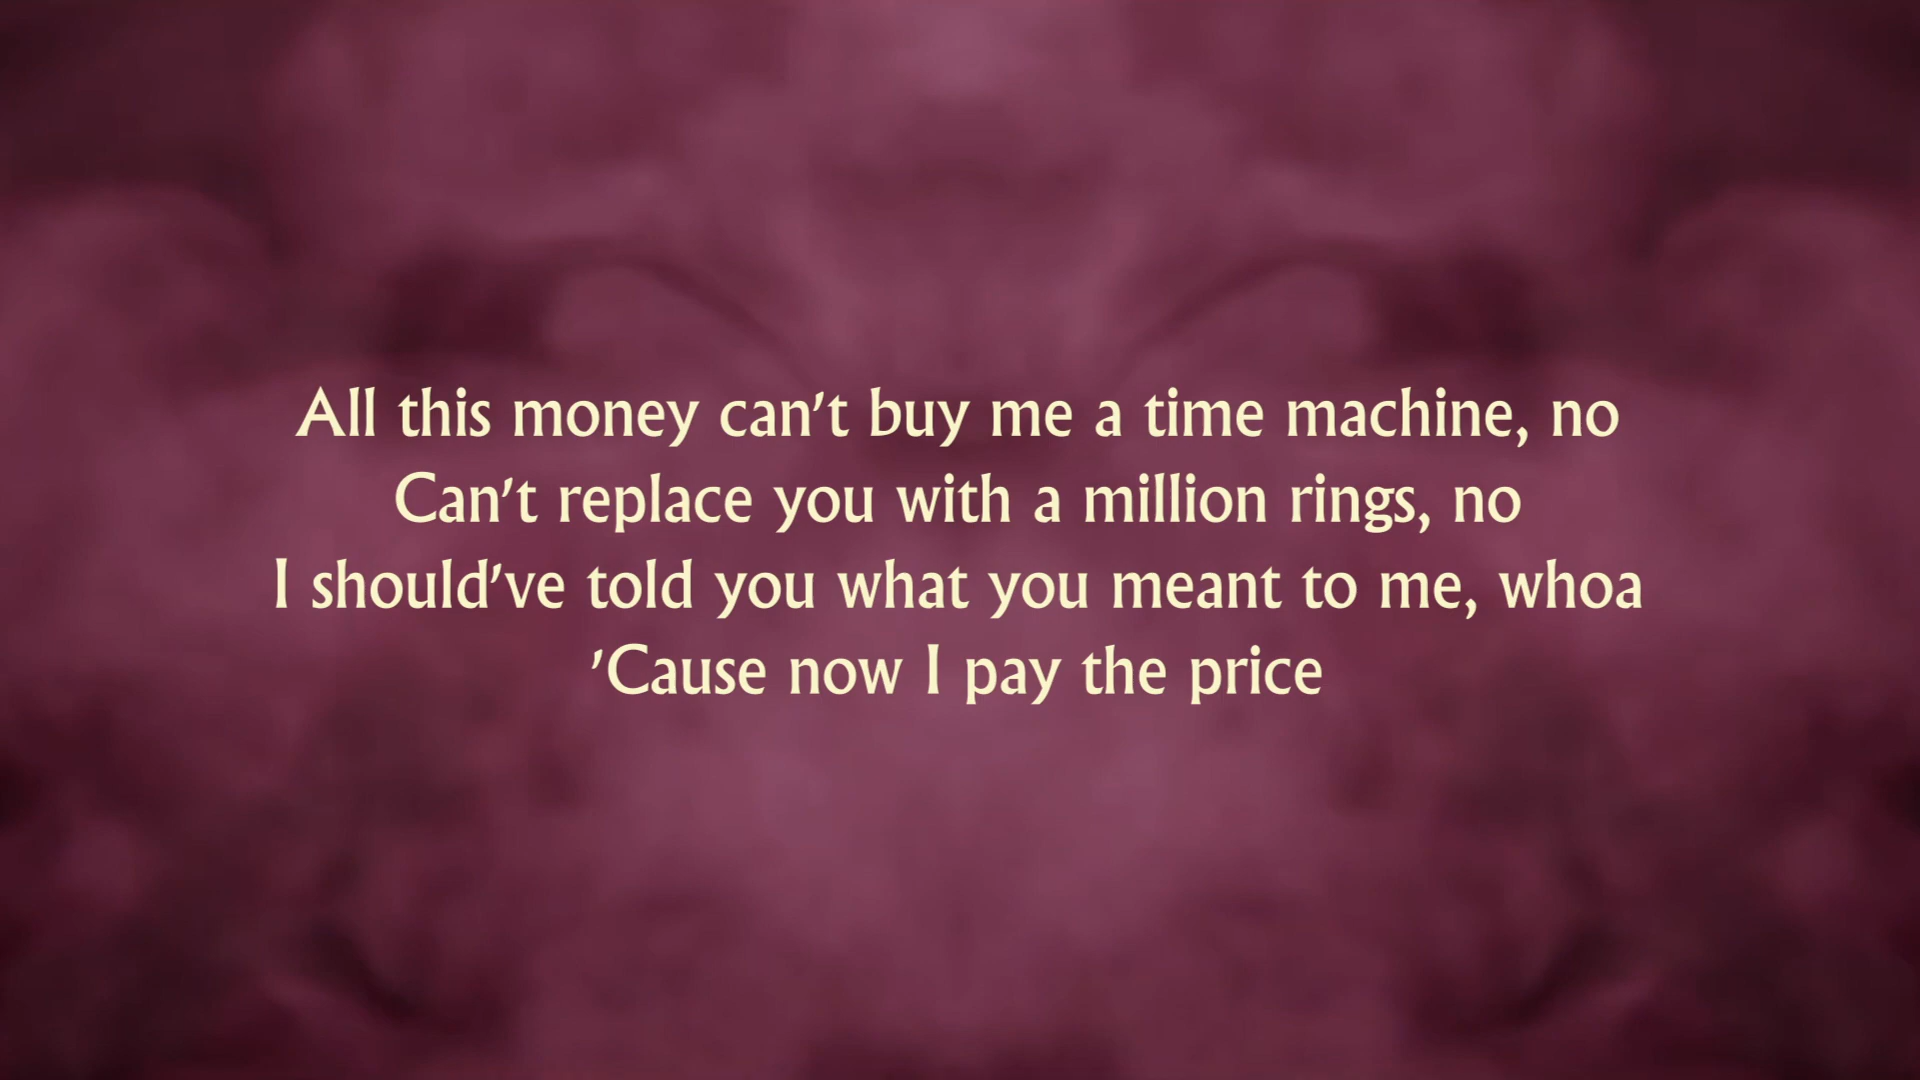 All this money can't buy me a time machine, no
Can't replace you with a million rings, no
I should've told you what you meant to me, whoa
'Cause now I pay the price